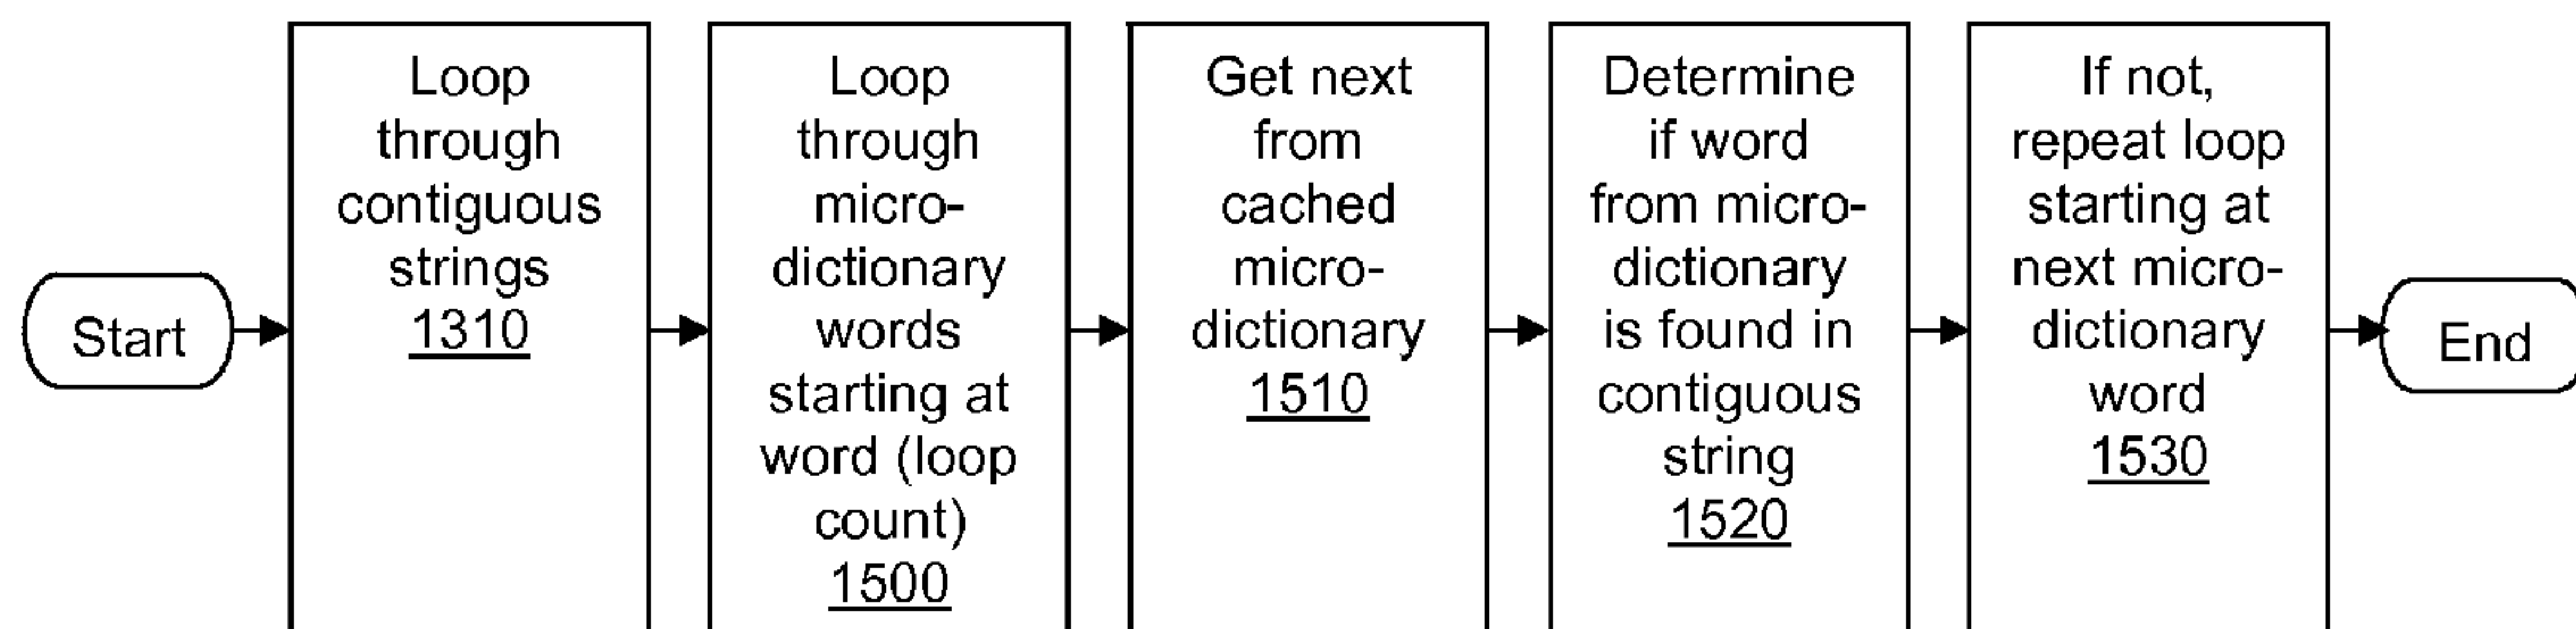 Start
Loop
through
contiguous
strings
1310
Loop
through
micro-
dictionary
words
starting at
word (loop
count)
1500
Get next
from
cached
micro-
dictionary
1510
Determine
if word
from micro-
dictionary
is found in
contiguous
string
1520
If not,
repeat loop
starting at
next micro-
dictionary
word
1530
End